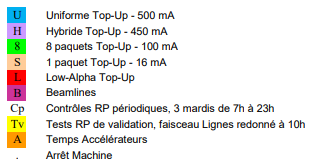 U Uniforme Top-Up - 500 mA
H Hybride Top-Up - 450 mA
8 8 paquets Top-Up - 100 mA
S 1 paquet Top-Up - 16 mA
L Low-Alpha Top-Up
B Beamlines
Cp Contrôles RP périodiques, 3 mardis de 7h à 23h
Tv Tests RP de validation, faisceau Lignes redonné à 10h
A Temps Accélérateurs
. Arrêt Machine